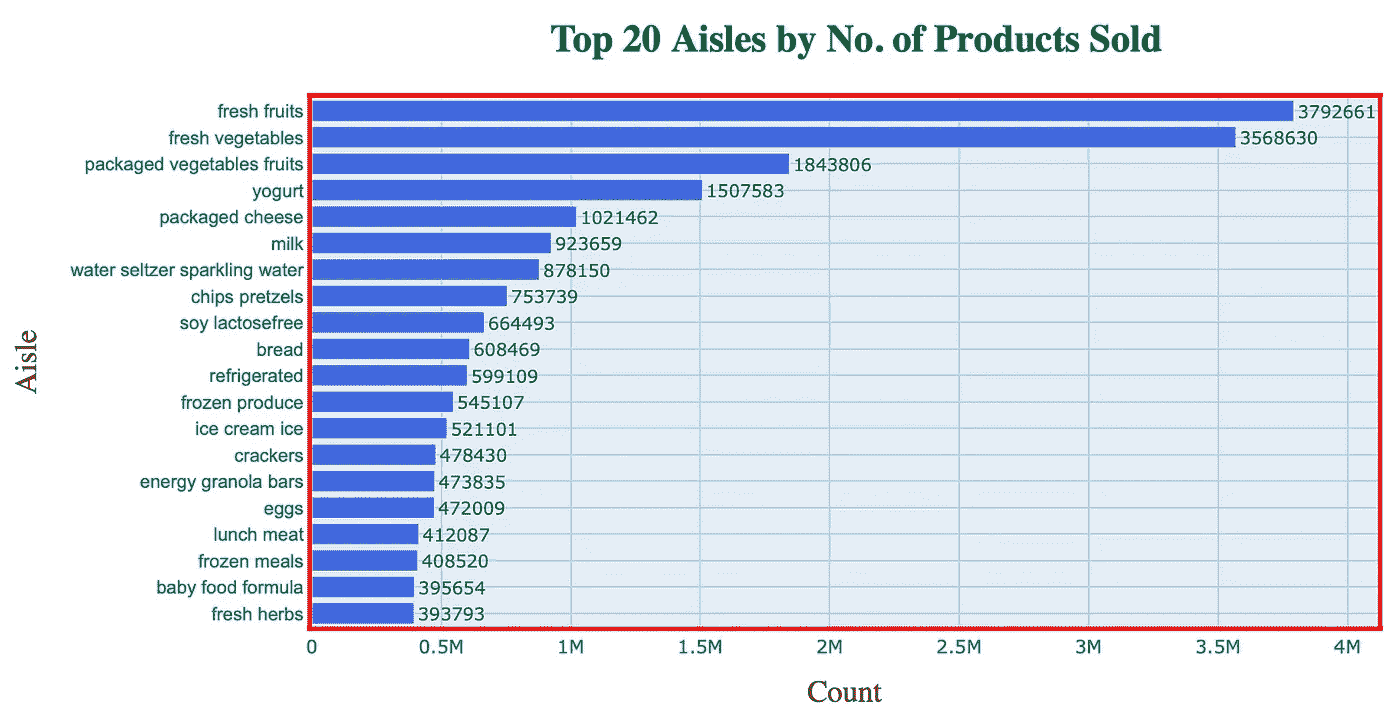 Top 20 Aisles by No. of Products Sold
Aisle
fresh fruits 3792661
fresh vegetables 3568630
packaged vegetables fruits 1843806
yogurt 1507583
packaged cheese 1021462
milk 923659
water seltzer sparkling water 878150
chips pretzels 753739
soy lactosefree 664493
bread 608469
refrigerated 599109
frozen produce 545107
ice cream ice 521101
crackers 478430
energy granola bars 473835
eggs 472009
lunch meat 412087
frozen meals 408520
baby food formula 395654
fresh herbs 393793
0 0.5M 1M 1.5M 2M 2.5M 3M 3.5M 4M
Count